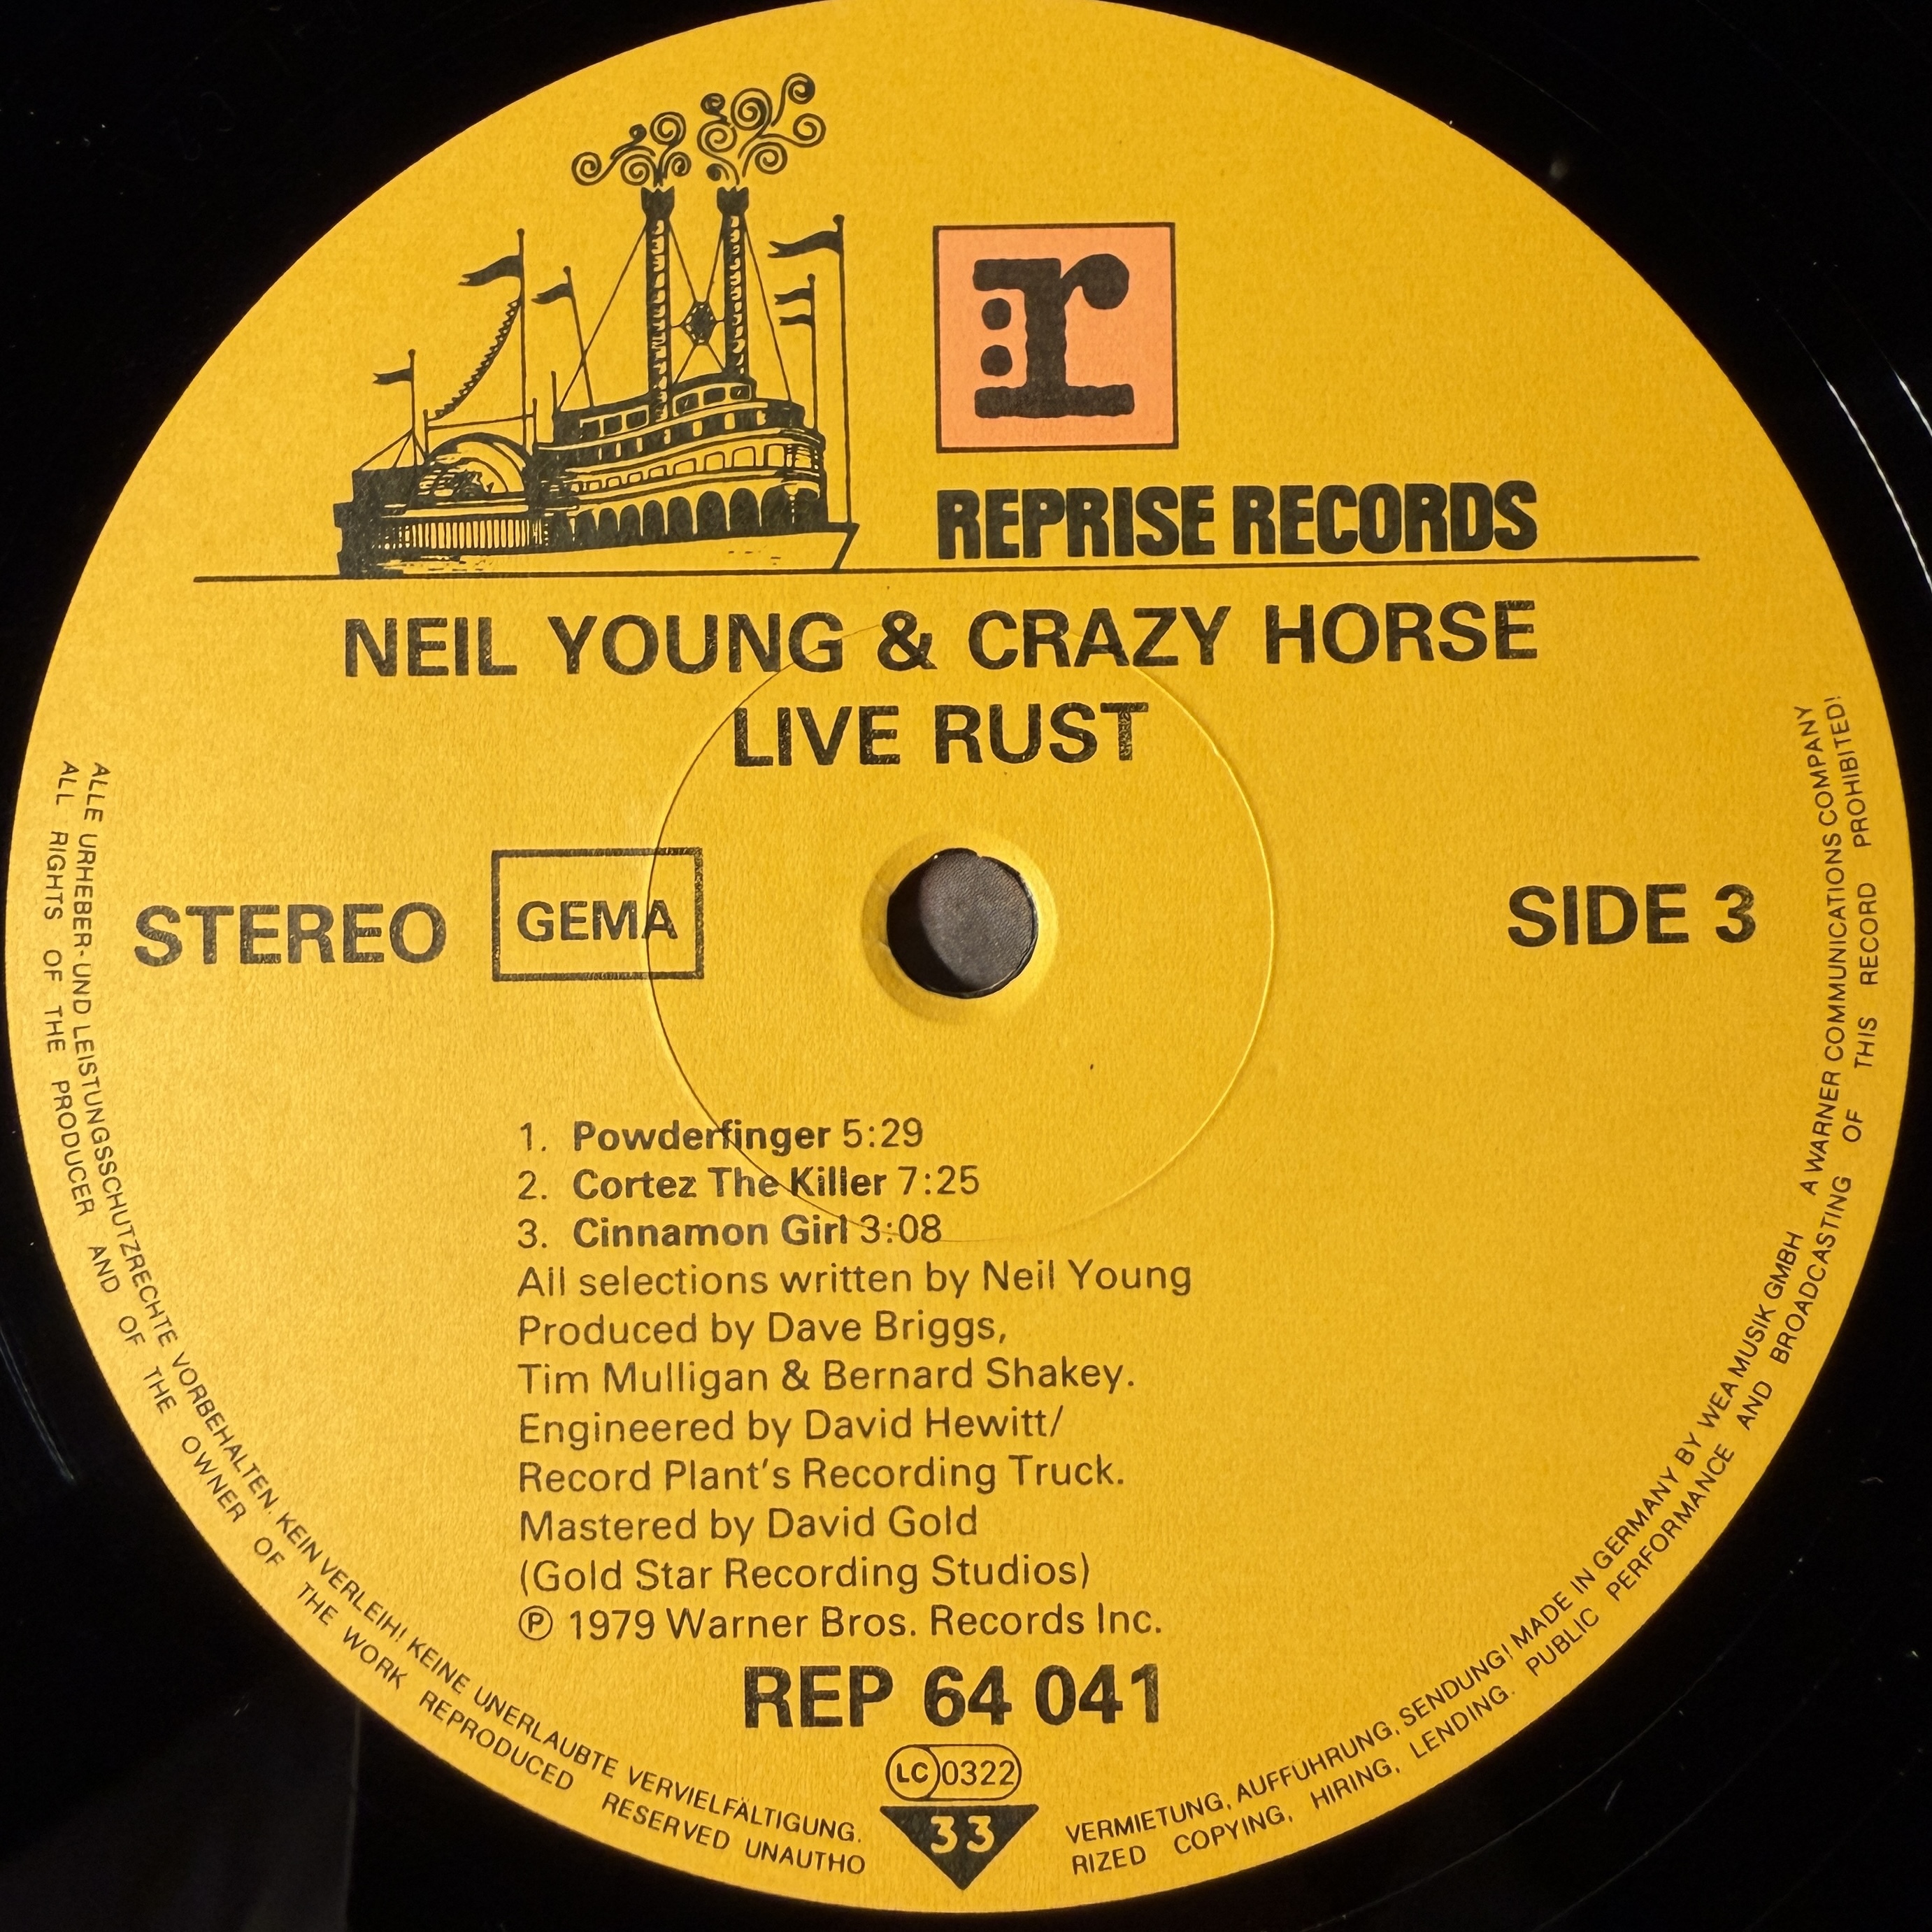 r
REPRISE RECORDS
NEIL YOUNG & CRAZY HORSE
LIVE RUST
STEREO
GEMA
SIDE 3
1. Powderfinger 5:29
2. Cortez The Killer 7:25
3. Cinnamon Girl 3:08
All selections written by Neil Young
Produced by Dave Briggs,
Tim Mulligan & Bernard Shakey.
Engineered by David Hewitt/
Record Plant's Recording Truck.
Mastered by David Gold
(Gold Star Recording Studios)
Ⓟ 1979 Warner Bros. Records Inc.
REP 64 041
LC 0322
33
ALLE URHEBER- UND LEISTUNGSSCHUTZRECHTE VORBEHALTEN. KEIN VERLEIH! KEINE UNERLAUBTE VERVIELFÄLTIGUNG. VERMIETUNG, AUFFÜHRUNG, SENDUNG! MADE IN GERMANY BY WEA MUSIK GMBH A WARNER COMMUNICATIONS COMPANY
ALL RIGHTS OF THE PRODUCER AND OF THE OWNER OF THE WORK REPRODUCED RESERVED UNAUTHORIZED COPYING, HIRING, LENDING. PUBLIC PERFORMANCE AND BROADCASTING OF THIS RECORD PROHIBITED!